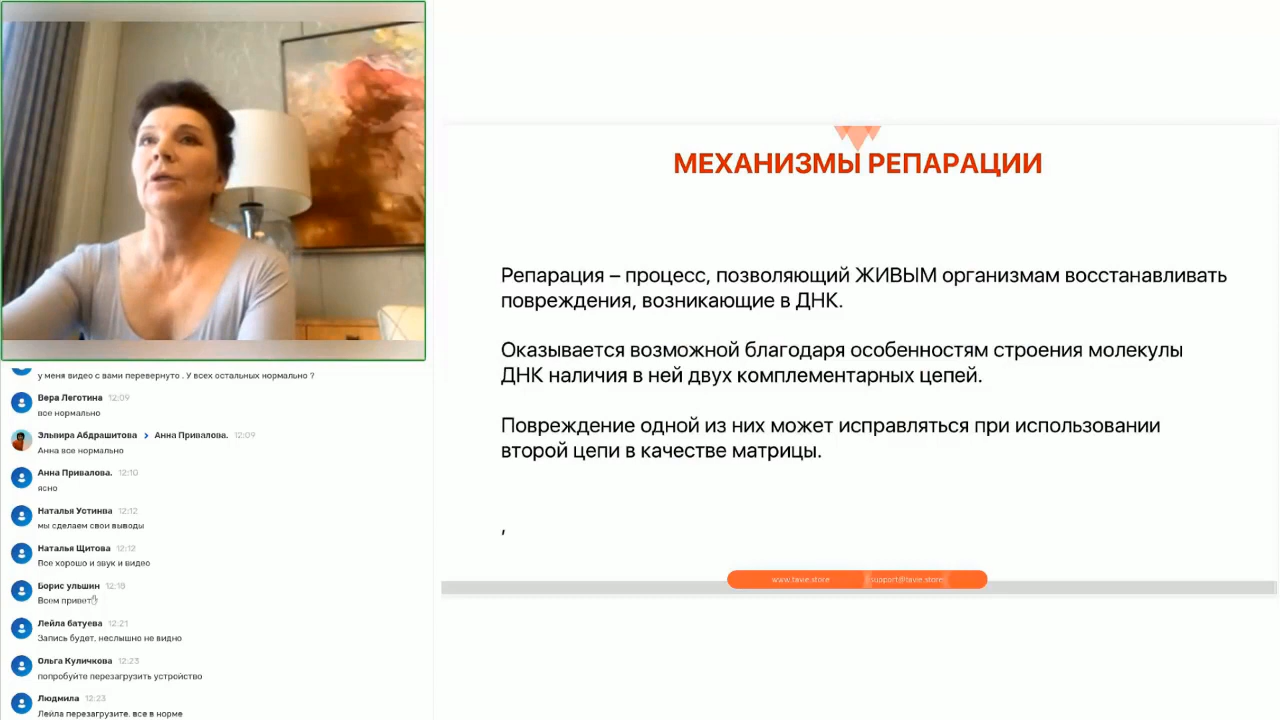 у меня видео с вами перевернуто . У всех остальных нормально ?
Вера Леготина 12:09
все нормально
Эльвира Абдрашитова > Анна Привалова. 12:09
Анна все нормально
Анна Привалова. 12:10
ясно
Наталья Устинва 12:12
мы сделаем свои выводы
Наталья Щитова 12:12
Все хорошо и звук и видео
Борис ульшин 12:18
Всем привет
Лейла батуева 12:21
Запись будет, неслышно не видно
Ольга Куличкова 12:23
попробуйте перезагрузить устройство
Людмила 12:23
Лейла перезагрузите. все в норме
МЕХАНИЗМЫ РЕПАРАЦИИ
Репарация – процесс, позволяющий ЖИВЫМ организмам восстанавливать
повреждения, возникающие в ДНК.
Оказывается возможной благодаря особенностям строения молекулы
ДНК наличия в ней двух комплементарных цепей.
Повреждение одной из них может исправляться при использовании
второй цепи в качестве матрицы.
,
www.tavie.store support@tavie.store